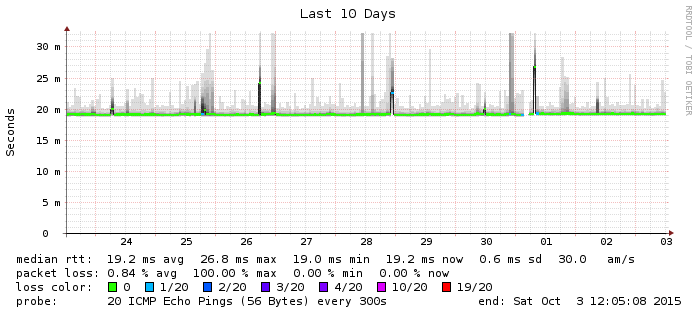 Last 10 Days
RRDTOOL / TOBI OETIKER
Seconds
30 m
25 m
20 m
15 m
10 m
5 m
0
24 25 26 27 28 29 30 01 02 03
median rtt: 19.2 ms avg 26.8 ms max 19.0 ms min 19.2 ms now 0.6 ms sd 30.0 am/s
packet loss: 0.84 % avg 100.00 % max 0.00 % min 0.00 % now
loss color: 0 1/20 2/20 3/20 4/20 10/20 19/20
probe: 20 ICMP Echo Pings (56 Bytes) every 300s end: Sat Oct 3 12:05:08 2015